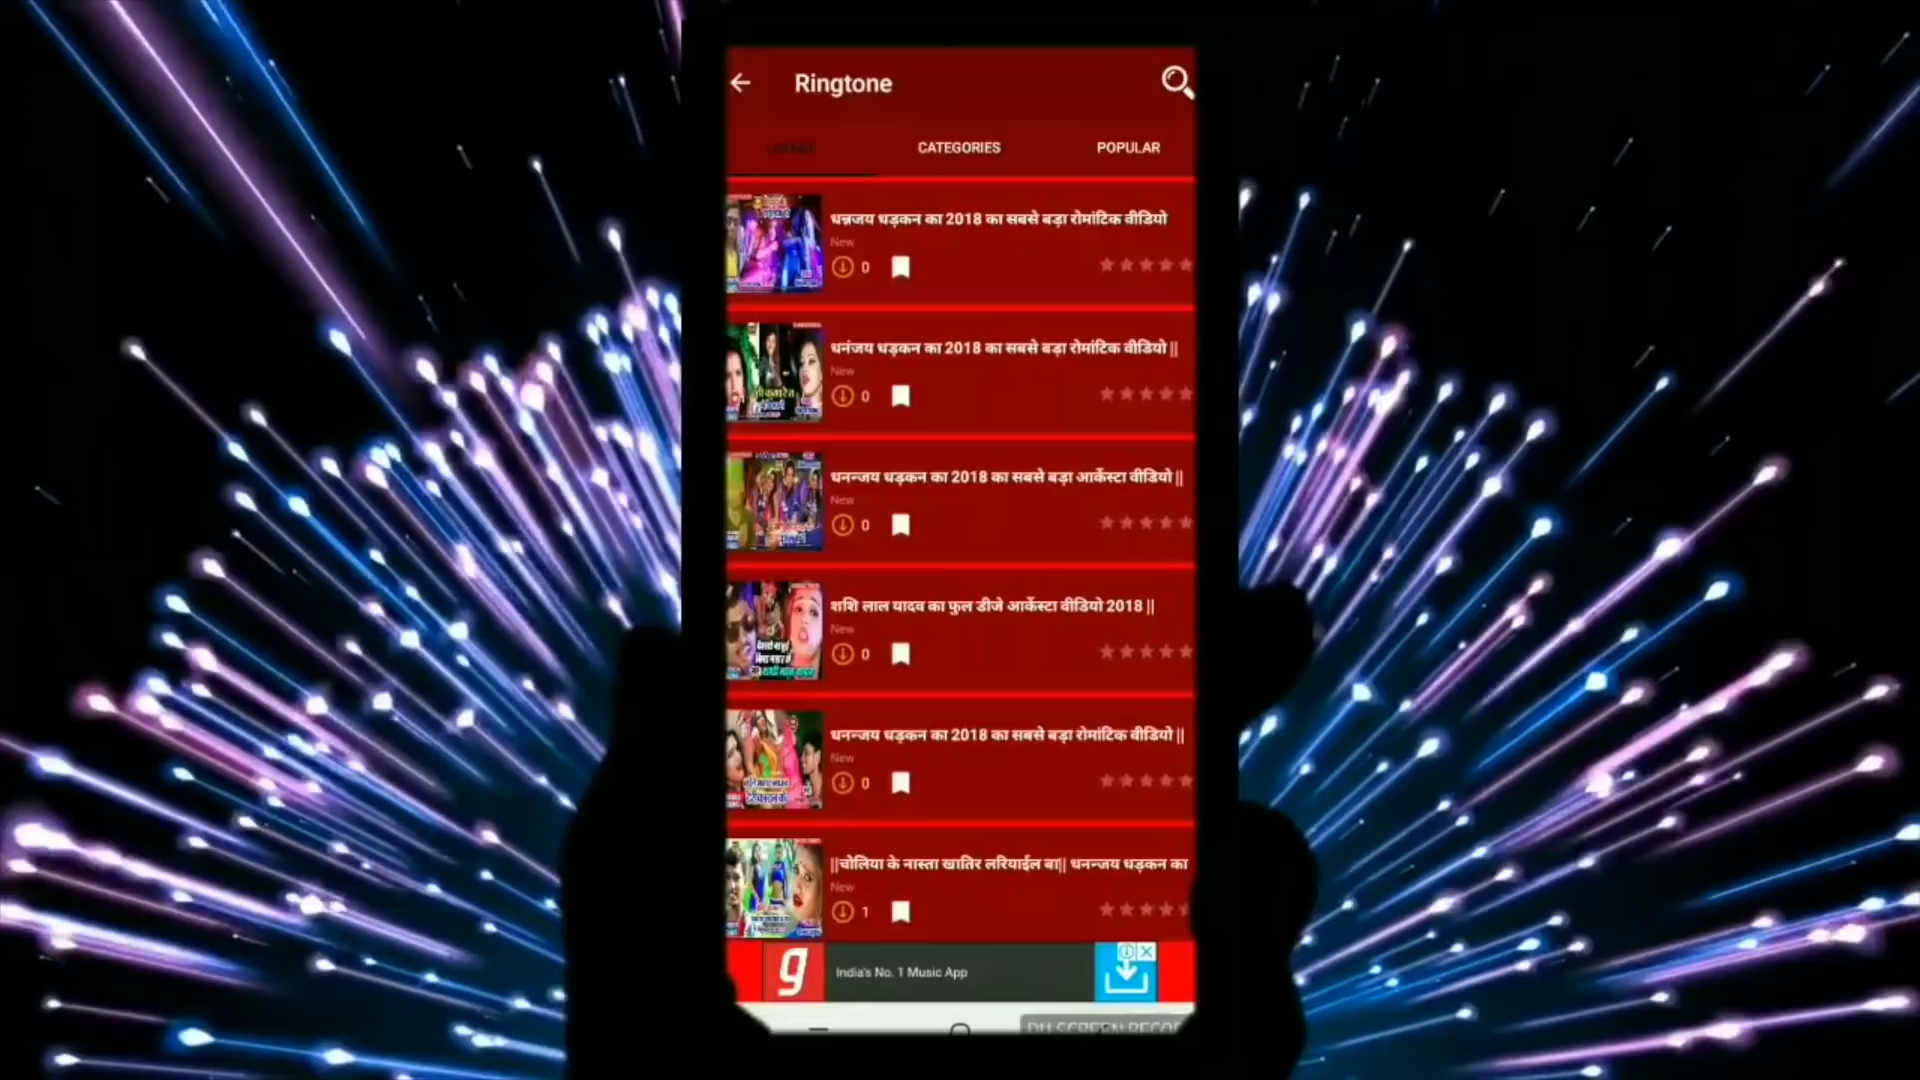 Ringtone
CATEGORIES
POPULAR
धन्नजय धड़कन का 2018 का सबसे बड़ा रोमांटिक वीडियो
New
0
धनंजय धड़कन का 2018 का सबसे बड़ा रोमांटिक वीडियो ||
New
0
धनन्जय धड़कन का 2018 का सबसे बड़ा आर्केस्टा वीडियो ||
New
0
शशि लाल यादव का फुल डीजे आर्केस्टा वीडियो 2018 ||
New
0
धनन्जय धड़कन का 2018 का सबसे बड़ा रोमांटिक वीडियो ||
New
0
||चोलिया के नास्ता खातिर लरियाईल बा|| धनन्जय धड़कन का
New
1
g
India's No. 1 Music App
DU SCREEN RECOR